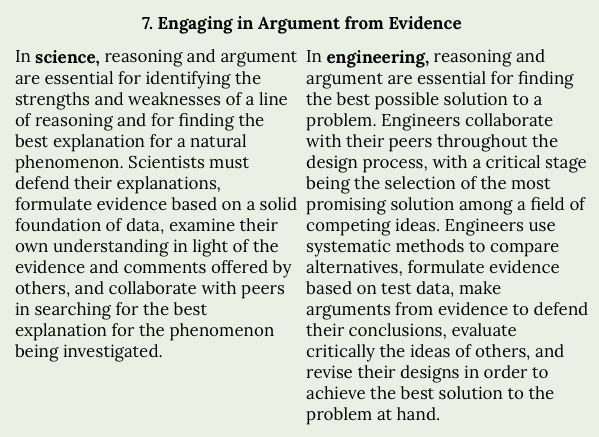 7. Engaging in Argument from Evidence
In science, reasoning and argument
are essential for identifying the
strengths and weaknesses of a line
of reasoning and for finding the
best explanation for a natural
phenomenon. Scientists must
defend their explanations,
formulate evidence based on a solid
foundation of data, examine their
own understanding in light of the
evidence and comments offered by
others, and collaborate with peers
in searching for the best
explanation for the phenomenon
being investigated.
In engineering, reasoning and
argument are essential for finding
the best possible solution to a
problem. Engineers collaborate
with their peers throughout the
design process, with a critical stage
being the selection of the most
promising solution among a field of
competing ideas. Engineers use
systematic methods to compare
alternatives, formulate evidence
based on test data, make
arguments from evidence to defend
their conclusions, evaluate
critically the ideas of others, and
revise their designs in order to
achieve the best solution to the
problem at hand.